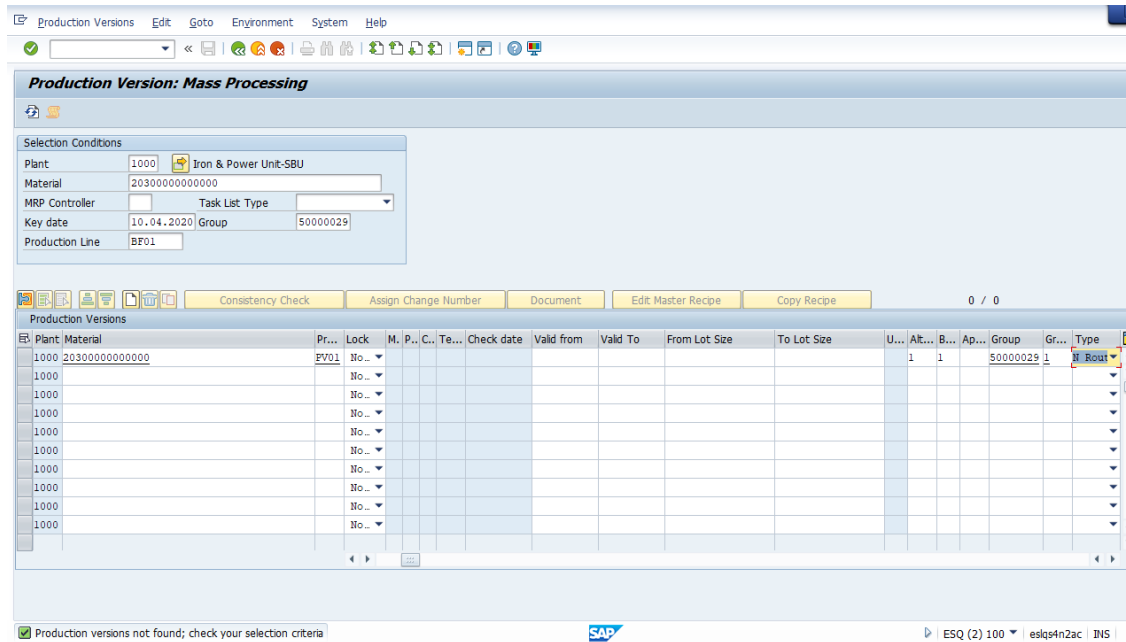 Production Versions Edit Goto Environment System Help
Production Version: Mass Processing
Selection Conditions
Plant 1000 Iron & Power Unit-SBU
Material 20300000000000
MRP Controller Task List Type
Key date 10.04.2020 Group 50000029
Production Line BF01
Consistency Check Assign Change Number Document Edit Master Recipe Copy Recipe 0 / 0
Production Versions
Plant Material Pr... Lock M. P.. C.. Te... Check date Valid from Valid To From Lot Size To Lot Size U... Alt... B... Ap... Group Gr... Type
1000 20300000000000 PV01 No… 1 1 50000029 1 N Rout
1000 No…
1000 No…
1000 No…
1000 No…
1000 No…
1000 No…
1000 No…
1000 No…
1000 No…
Production versions not found; check your selection criteria SAP ESQ (2) 100 eslqs4n2ac INS